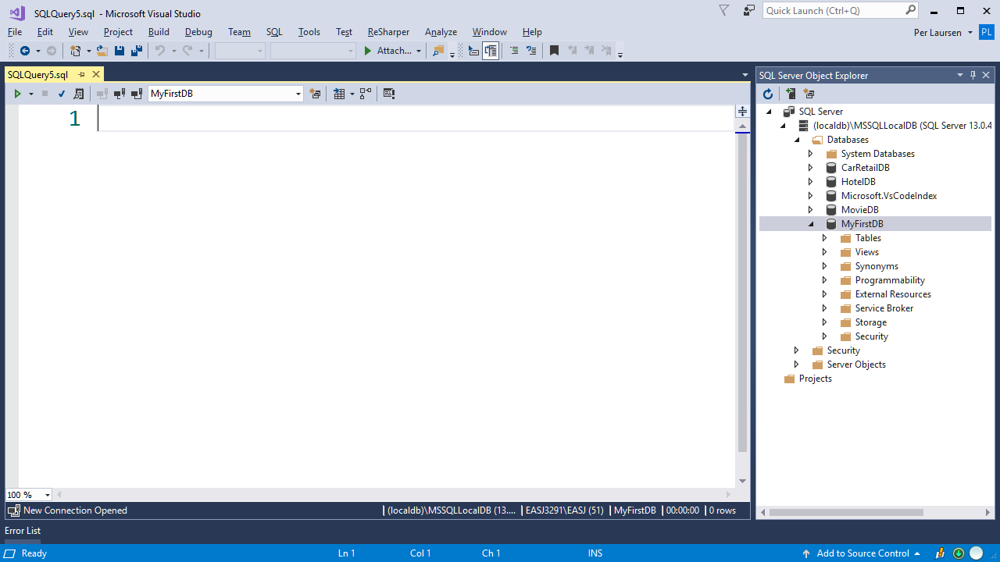 SQLQuery5.sql - Microsoft Visual Studio
Quick Launch (Ctrl+Q)
File Edit View Project Build Debug Team SQL Tools Test ReSharper Analyze Window Help
Per Laursen PL
Attach...
SQLQuery5.sql
SQL Server Object Explorer
MyFirstDB
1
SQL Server
(localdb)\MSSQLLocalDB (SQL Server 13.0.4
Databases
System Databases
CarRetailDB
HotelDB
Microsoft.VsCodeIndex
MovieDB
MyFirstDB
Tables
Views
Synonyms
Programmability
External Resources
Service Broker
Storage
Security
Security
Server Objects
Projects
100 %
New Connection Opened (localdb)\MSSQLLocalDB (13.... EASJ3291\EASJ (51) MyFirstDB 00:00:00 0 rows
Error List
Ready Ln 1 Col 1 Ch 1 INS Add to Source Control